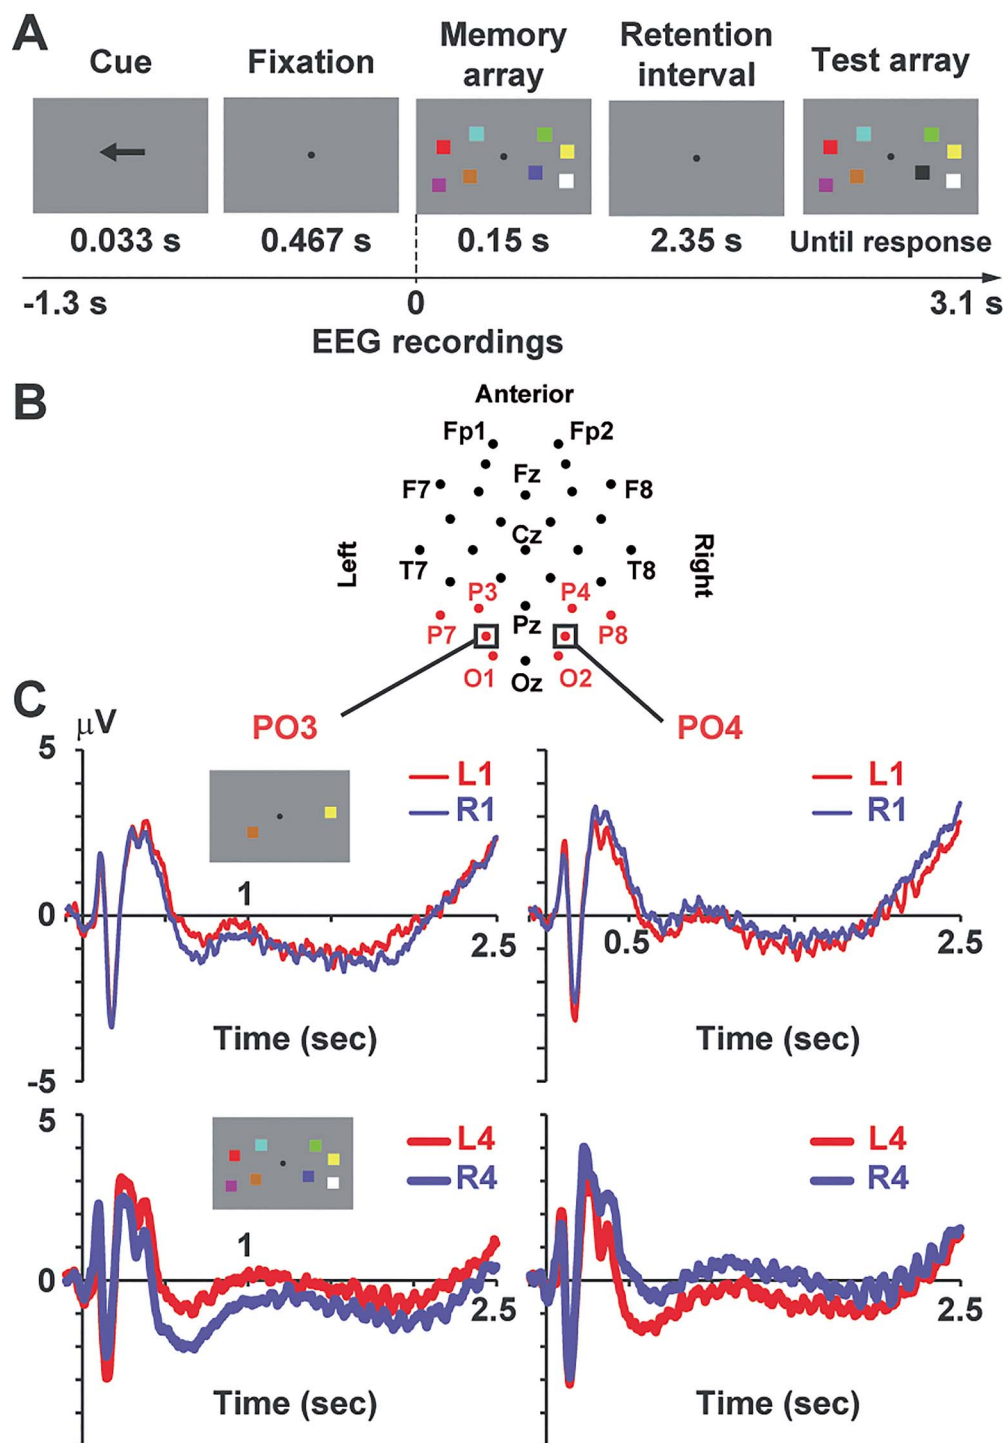 A
Cue
Fixation
Memory
array
Retention
interval
Test array
0.033 s
0.467 s
0.15 s
2.35 s
Until response
-1.3 s
0
3.1 s
EEG recordings
B
Anterior
Fp1
Fp2
Fz
F7
F8
Cz
Left
T7
T8
Right
P3
P4
P7
Pz
P8
O1
Oz
O2
C
PO3
PO4
μV
5
L1
R1
L1
R1
1
0
2.5
0.5
2.5
Time (sec)
Time (sec)
-5
5
L4
R4
L4
R4
1
0
2.5
2.5
Time (sec)
Time (sec)